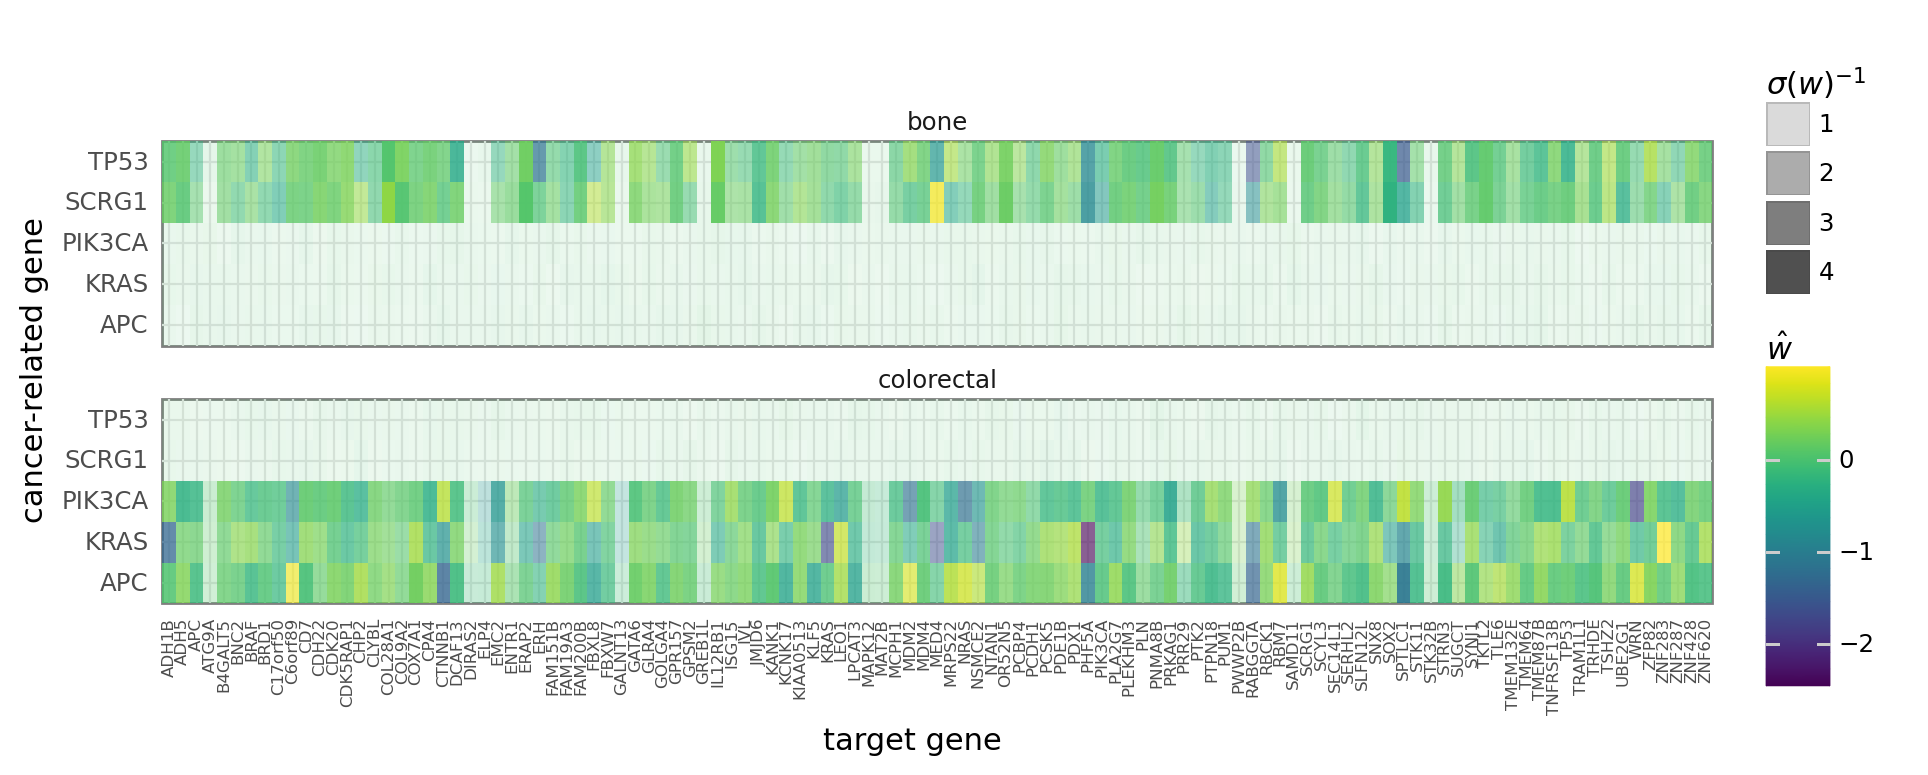 bone
TP53
SCRG1
PIK3CA
KRAS
APC
colorectal
TP53
SCRG1
PIK3CA
KRAS
APC
cancer-related gene
ADH1B
ADH5
APC
ATG9A
B4GALT5
BNC2
BRAF
BRD1
C17orf50
C6orf89
CD7
CDH22
CDK20
CDK5RAP1
CHP2
CLYBL
COL28A1
COL9A2
COX7A1
CPA4
CTNNB1
DCAF13
DIRAS2
ELP4
EMC2
ENTR1
ERAP2
ERH
FAM151B
FAM19A3
FAM200B
FBXL8
FBXW7
GALNT13
GATA6
GLRA4
GOLGA4
GPR157
GPSM2
GREB1L
IL12RB1
ISG15
IVL
JMJD6
KANK1
KCNK17
KIAA0513
KLF5
KRAS
LEO1
LPCAT3
MAPK12
MAT2B
MCPH1
MDM2
MDM4
MED4
MRPS22
NRAS
NSMCE2
NTAN1
OR52N5
PCBP4
PCDH1
PCSK5
PDE1B
PDX1
PHF5A
PIK3CA
PLA2G7
PLEKHM3
PLN
PNMA8B
PRKAG1
PRR29
PTK2
PTPN18
PUM1
PWWP2B
RABGGTA
RBCK1
RBM7
SAMD11
SCRG1
SCYL3
SEC14L1
SERHL2
SLFN12L
SNX8
SOX2
SPTLC1
STK11
STK32B
STRN3
SUGCT
SYNJ1
TKTL2
TLE6
TMEM132E
TMEM64
TMEM87B
TNFRSF13B
TP53
TRAM1L1
TRHDE
TSHZ2
UBE2G1
WRN
ZFP82
ZNF283
ZNF287
ZNF428
ZNF620
target gene
σ(w)⁻¹
1
2
3
4
ŵ
0
−1
−2